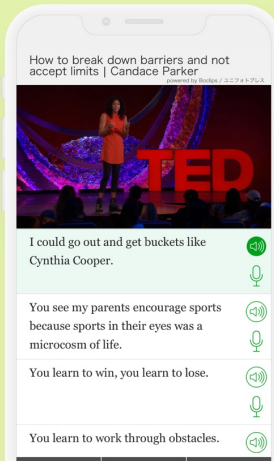 How to break down barriers and not
accept limits | Candace Parker
powered by Boclips / ユニフォトプレス
TED
I could go out and get buckets like
Cynthia Cooper.
You see my parents encourage sports
because sports in their eyes was a
microcosm of life.
You learn to win, you learn to lose.
You learn to work through obstacles.